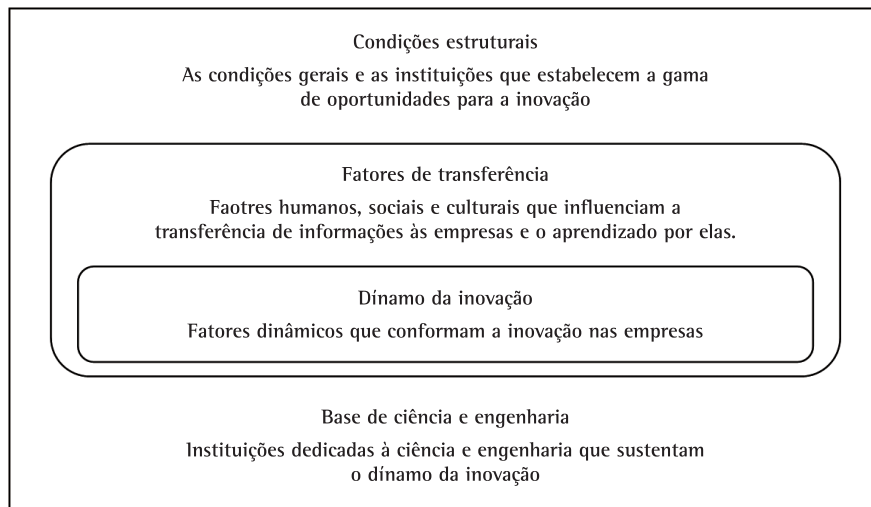 Condições estruturais
As condições gerais e as instituições que estabelecem a gama
de oportunidades para a inovação
Fatores de transferência
Faotres humanos, sociais e culturais que influenciam a
transferência de informações às empresas e o aprendizado por elas.
Dínamo da inovação
Fatores dinâmicos que conformam a inovação nas empresas
Base de ciência e engenharia
Instituições dedicadas à ciência e engenharia que sustentam
o dínamo da inovação